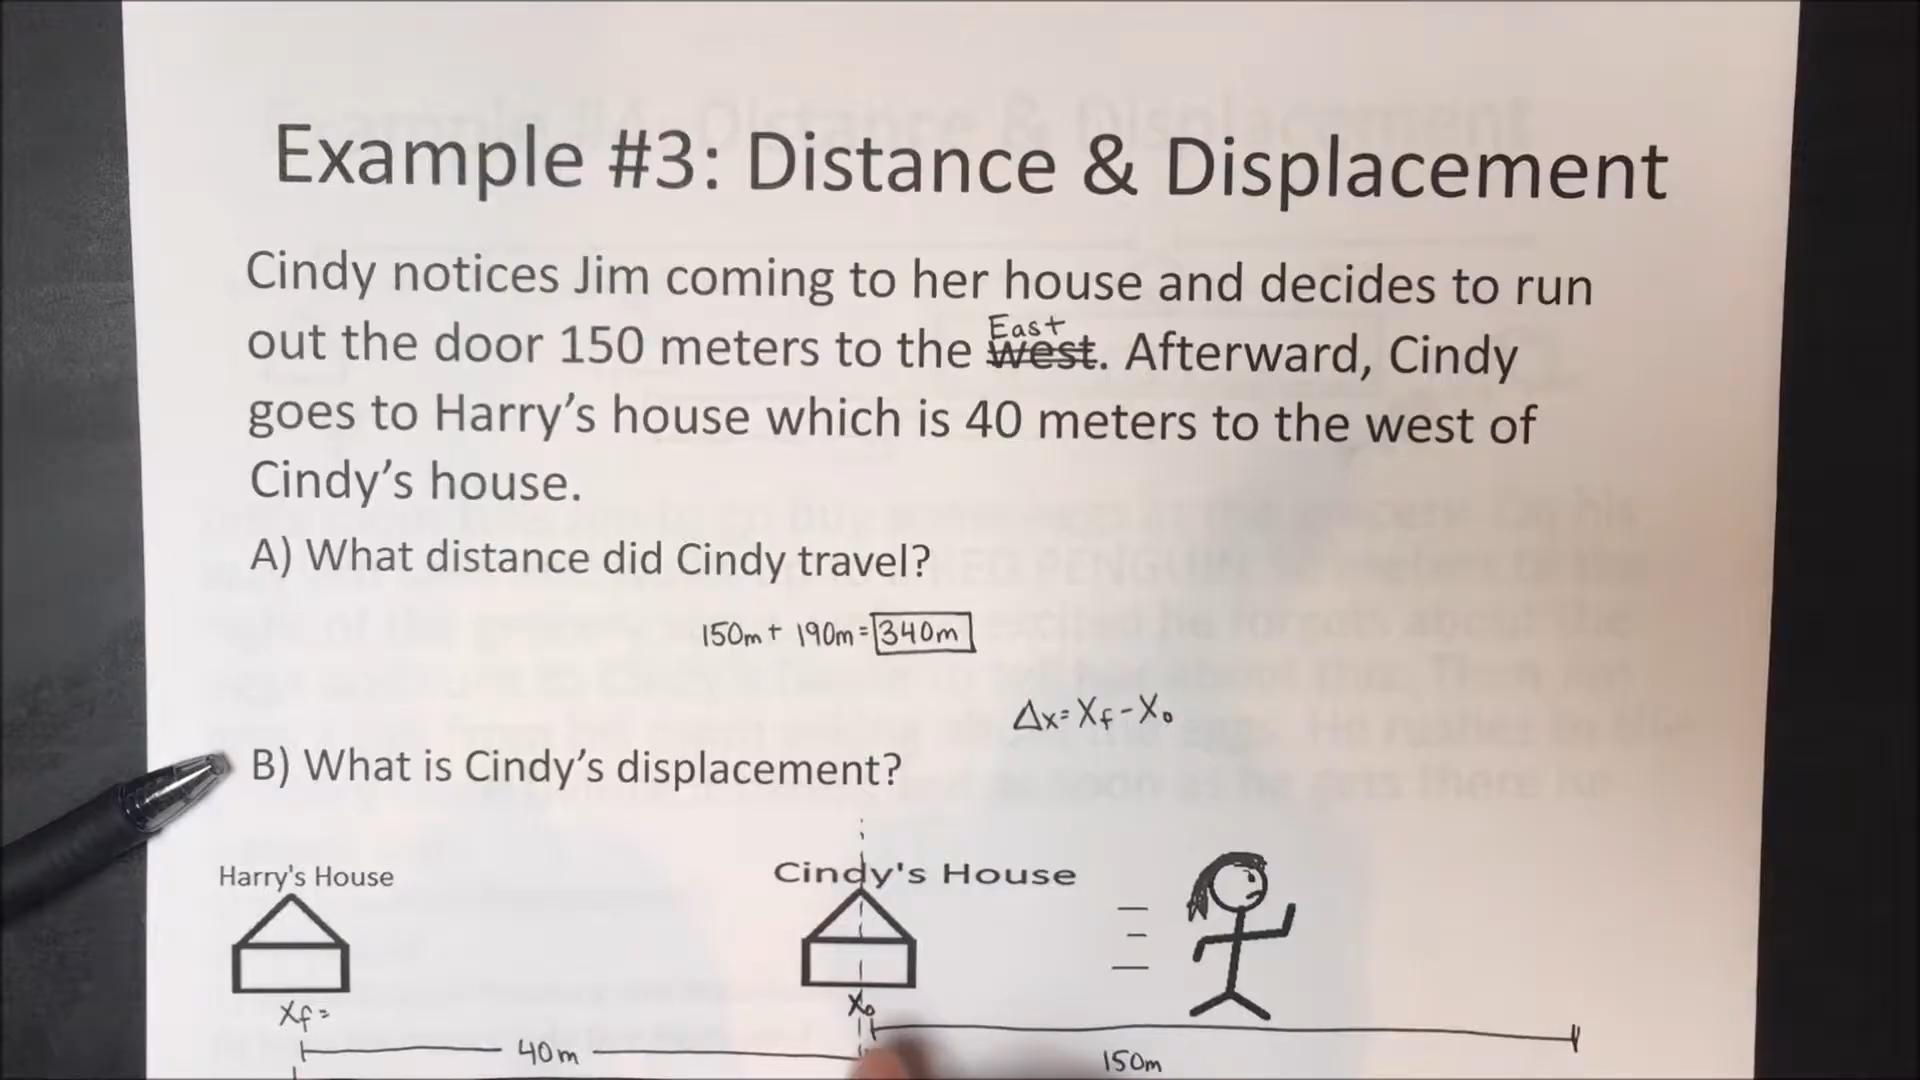 Example #3: Distance & Displacement
Cindy notices Jim coming to her house and decides to run
East
out the door 150 meters to the west. Afterward, Cindy
goes to Harry's house which is 40 meters to the west of
Cindy's house.
A) What distance did Cindy travel?
150m + 190m = 340m
Δx = Xf - X₀
B) What is Cindy's displacement?
Harry's House
Cindy's House
Xf =
X₀
40m
150m